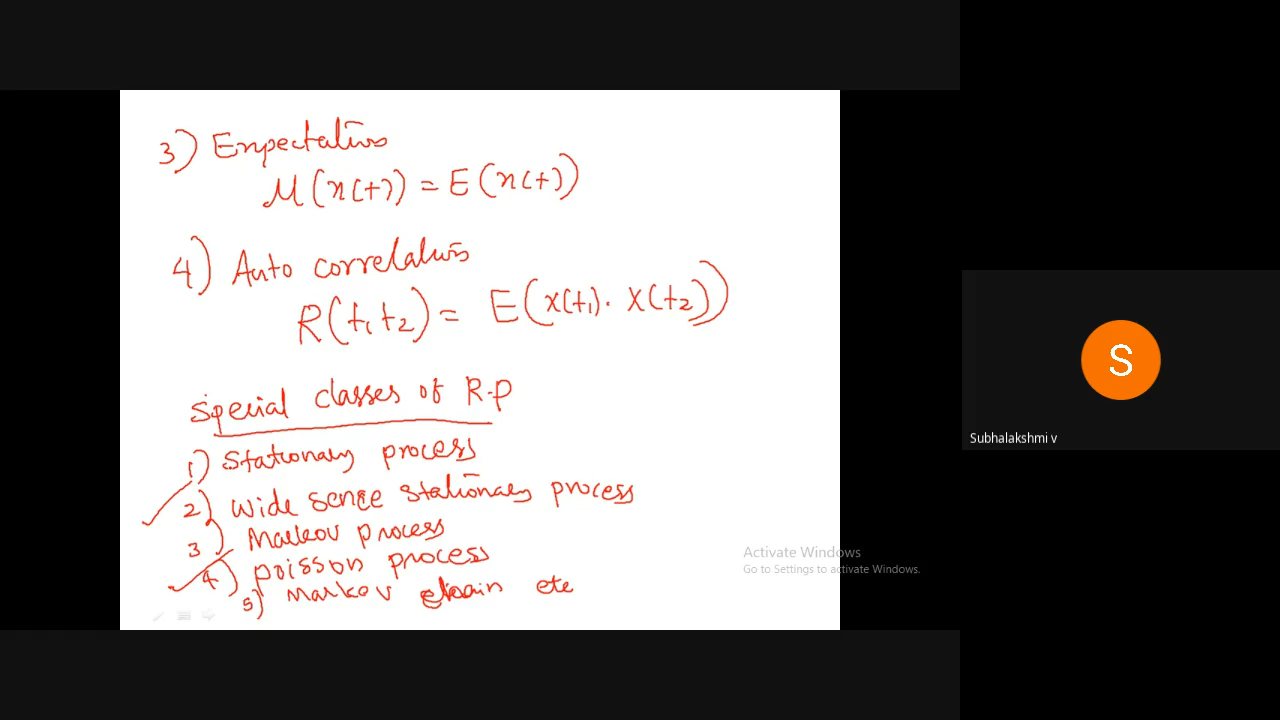 3) Expectation
M(x(t)) = E(x(t))
4) Auto correlation
R(t1 t2) = E(X(t1) · X(t2))
Special classes of R.P
1) Stationary process
2) Wide sence stationary process
3) Markov process
4) poisson process
5) Markov chain etc
S
Subhalakshmi v
Activate Windows
Go to Settings to activate Windows.